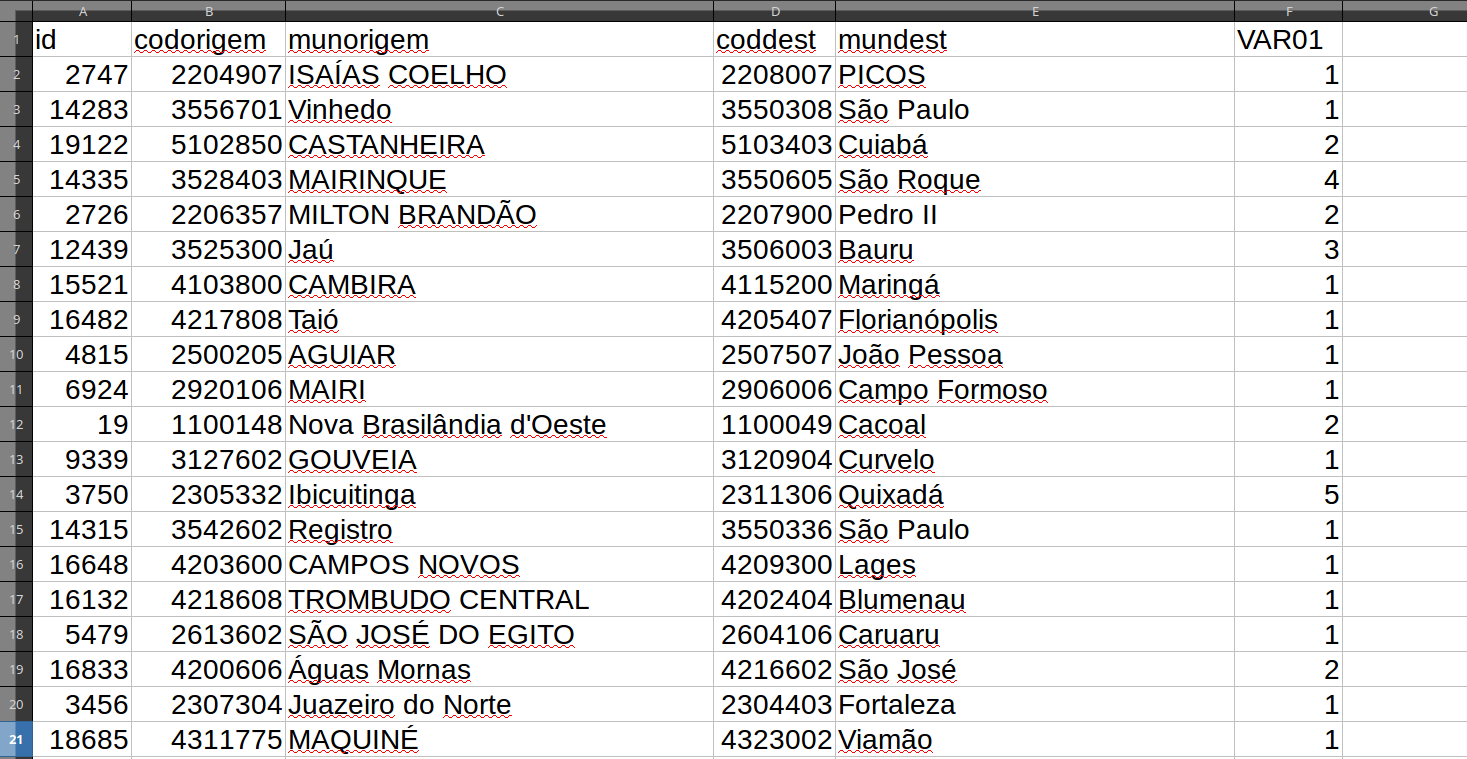 A B C D E F G
1 id codorigem munorigem coddest mundest VAR01
2 2747 2204907 ISAÍAS COELHO 2208007 PICOS 1
3 14283 3556701 Vinhedo 3550308 São Paulo 1
4 19122 5102850 CASTANHEIRA 5103403 Cuiabá 2
5 14335 3528403 MAIRINQUE 3550605 São Roque 4
6 2726 2206357 MILTON BRANDÃO 2207900 Pedro II 2
7 12439 3525300 Jaú 3506003 Bauru 3
8 15521 4103800 CAMBIRA 4115200 Maringá 1
9 16482 4217808 Taió 4205407 Florianópolis 1
10 4815 2500205 AGUIAR 2507507 João Pessoa 1
11 6924 2920106 MAIRI 2906006 Campo Formoso 1
12 19 1100148 Nova Brasilândia d'Oeste 1100049 Cacoal 2
13 9339 3127602 GOUVEIA 3120904 Curvelo 1
14 3750 2305332 Ibicuitinga 2311306 Quixadá 5
15 14315 3542602 Registro 3550336 São Paulo 1
16 16648 4203600 CAMPOS NOVOS 4209300 Lages 1
17 16132 4218608 TROMBUDO CENTRAL 4202404 Blumenau 1
18 5479 2613602 SÃO JOSÉ DO EGITO 2604106 Caruaru 1
19 16833 4200606 Águas Mornas 4216602 São José 2
20 3456 2307304 Juazeiro do Norte 2304403 Fortaleza 1
21 18685 4311775 MAQUINÉ 4323002 Viamão 1